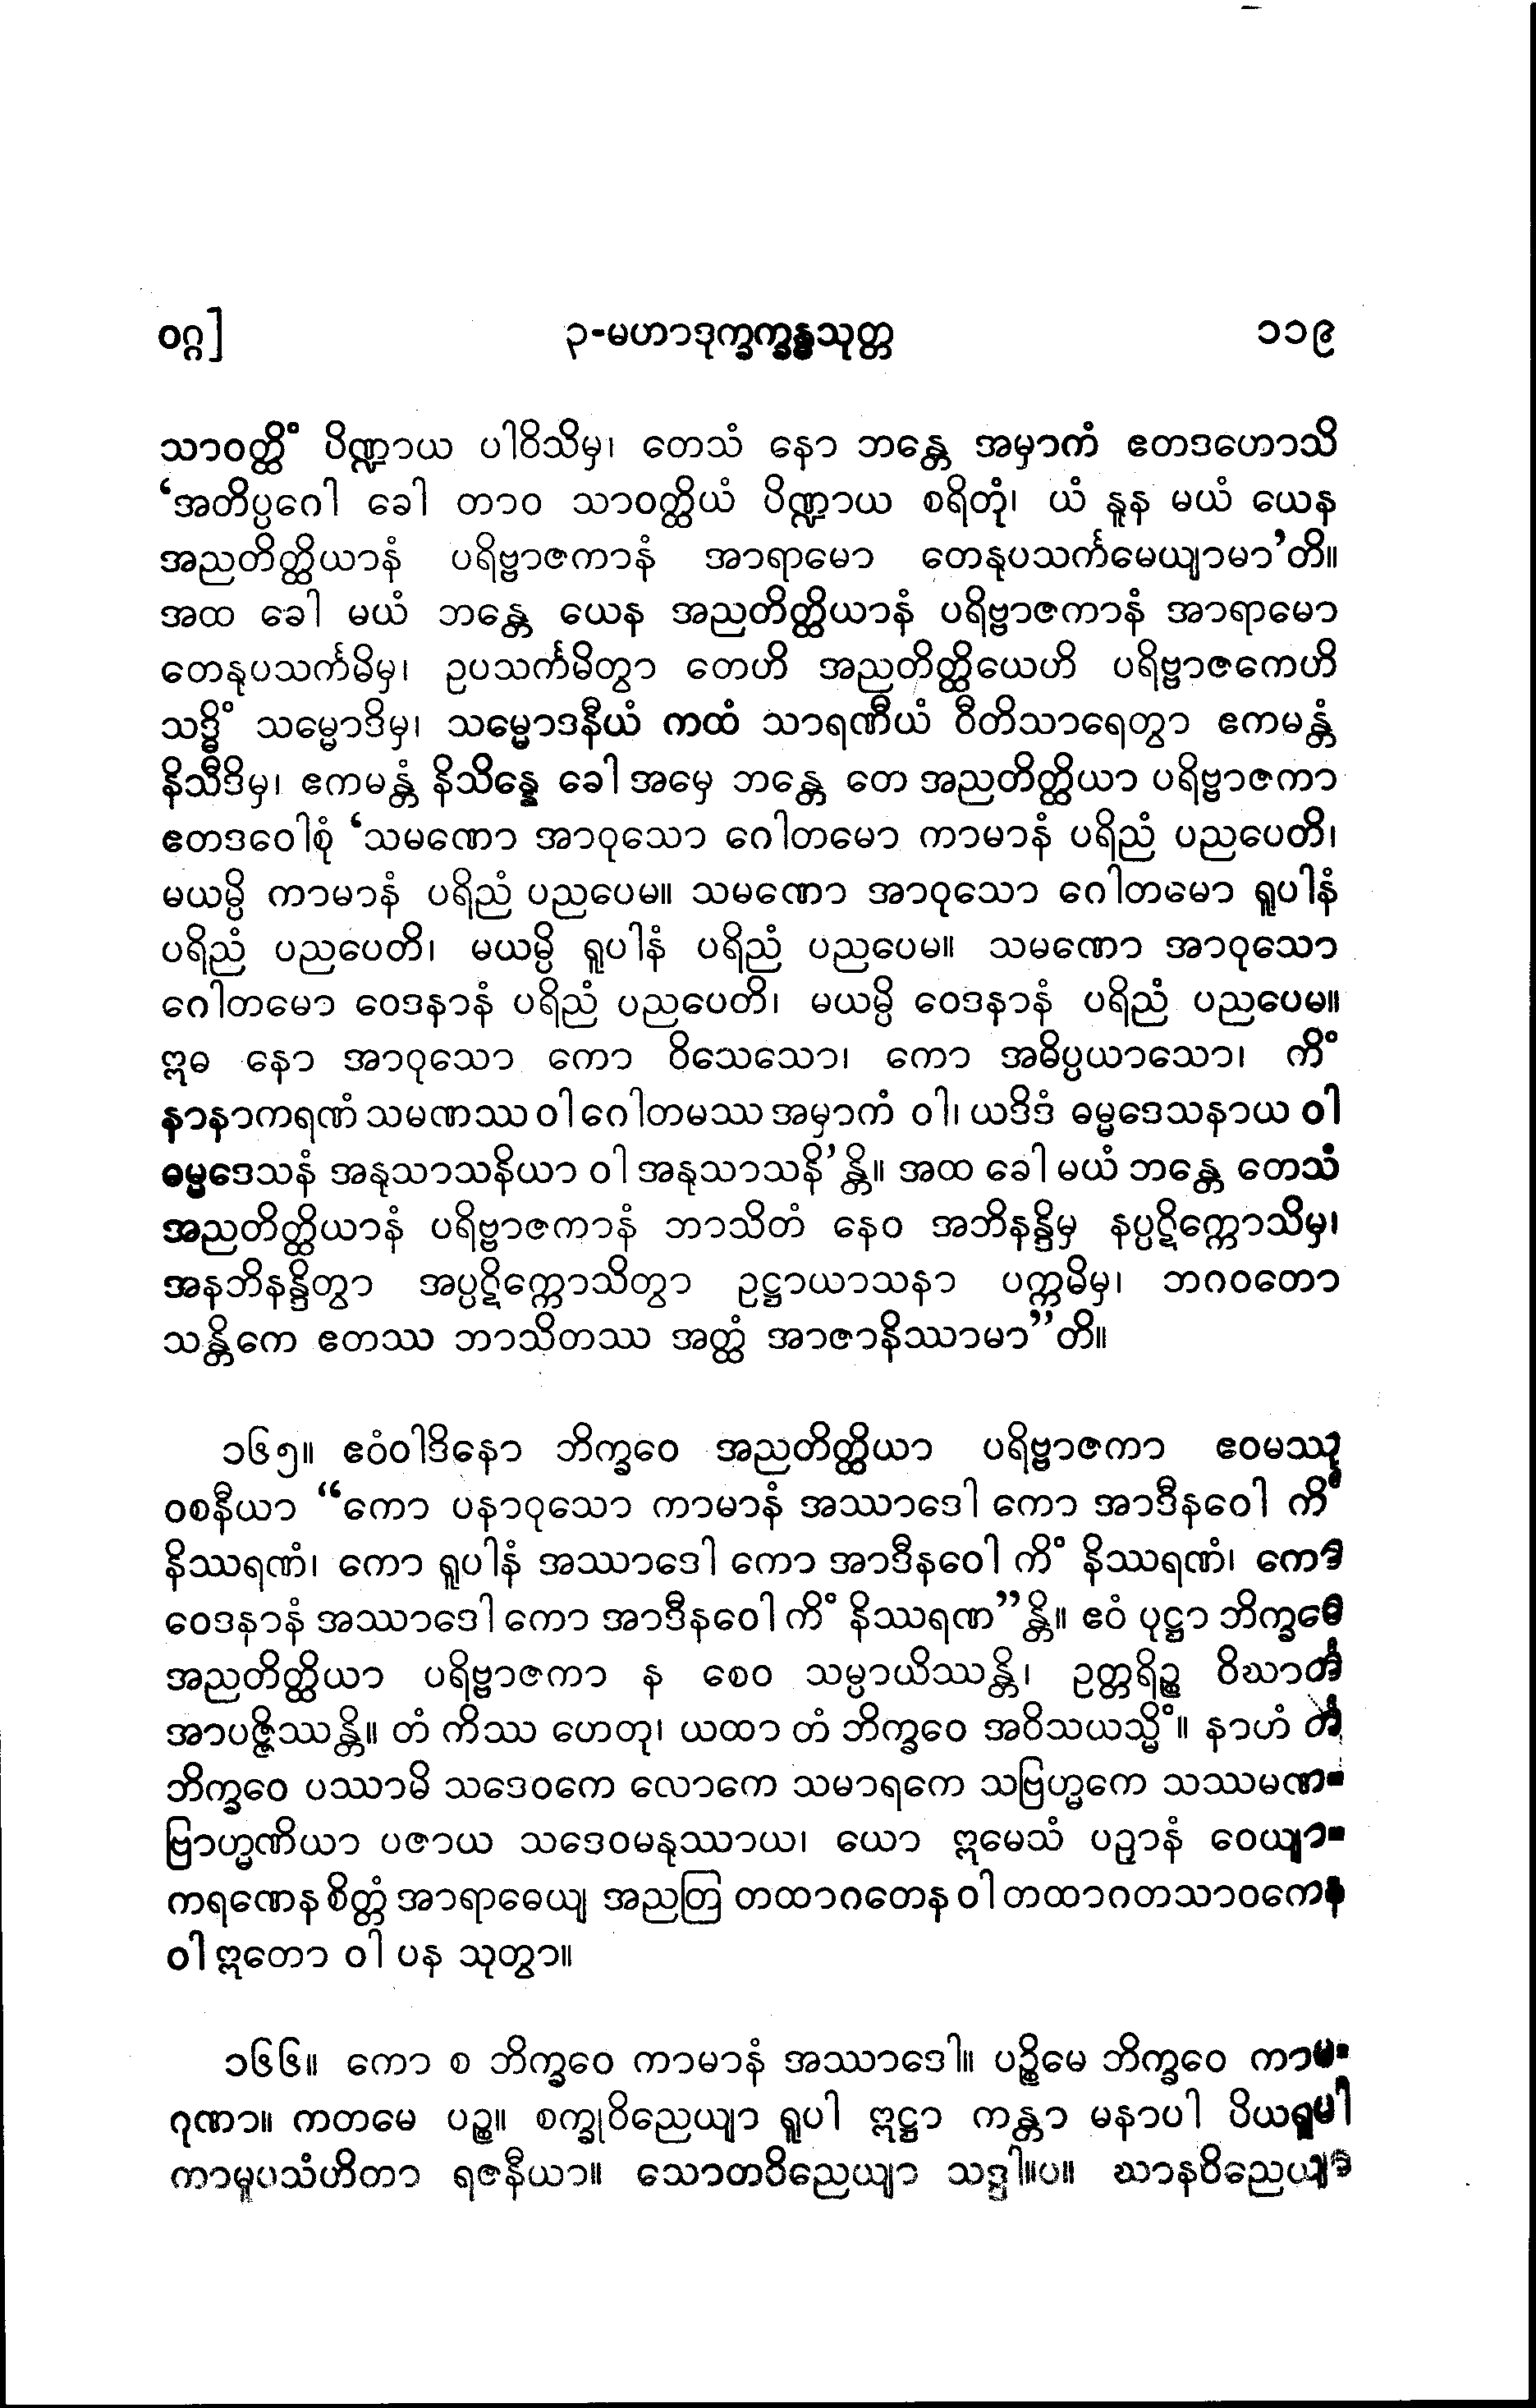 ဝဂ္ဂ]	၃-မဟာဒုက္ခက္ခန္ဓသုတ္တ	၁၁၉
သာဝတ္ထိံ ပိဏ္ဍာယ ပါဝိသိမှ၊ တေသံ နော ဘန္တေ အမှာကံ ဧတဒဟောသိ
‘အတိပ္ပဂေါ ခေါ တာဝ သာဝတ္ထိယံ ပိဏ္ဍာယ စရိတုံ၊ ယံ နူန မယံ ယေန
အညတိတ္ထိယာနံ ပရိဗ္ဗာဇကာနံ အာရာမော တေနုပသင်္ကမေယျာမာ’တိ။
အထ ခေါ မယံ ဘန္တေ ယေန အညတိတ္ထိယာနံ ပရိဗ္ဗာဇကာနံ အာရာမော
တေနုပသင်္ကမိမှ၊ ဥပသင်္ကမိတွာ တေဟိ အညတိတ္ထိယေဟိ ပရိဗ္ဗာဇကေဟိ
သဒ္ဓိံ သမ္မောဒိမှ၊ သမ္မောဒနီယံ ကထံ သာရဏီယံ ဝီတိသာရေတွာ ဧကမန္တံ
နိသီဒိမှ၊ ဧကမန္တံ နိသိန္နေ ခေါ အမှေ ဘန္တေ တေ အညတိတ္ထိယာ ပရိဗ္ဗာဇကာ
ဧတဒဝေါစုံ ‘သမဏော အာဝုသော ဂေါတမော ကာမာနံ ပရိညံ ပညပေတိ၊
မယမ္ပိ ကာမာနံ ပရိညံ ပညပေမ။ သမဏော အာဝုသော ဂေါတမော ရူပါနံ
ပရိညံ ပညပေတိ၊ မယမ္ပိ ရူပါနံ ပရိညံ ပညပေမ။ သမဏော အာဝုသော
ဂေါတမော ဝေဒနာနံ ပရိညံ ပညပေတိ၊ မယမ္ပိ ဝေဒနာနံ ပရိညံ ပညပေမ။
ဣဓ နော အာဝုသော ကော ဝိသေသော၊ ကော အဓိပ္ပယာသော၊ ကိံ
နာနာကရဏံ သမဏဿ ဝါ ဂေါတမဿ အမှာကံ ဝါ၊ ယဒိဒံ ဓမ္မဒေသနာယ ဝါ
ဓမ္မဒေသနံ အနုသာသနိယာ ဝါ အနုသာသနိ’န္တိ။ အထ ခေါ မယံ ဘန္တေ တေသံ
အညတိတ္ထိယာနံ ပရိဗ္ဗာဇကာနံ ဘာသိတံ နေဝ အဘိနန္ဒိမှ နပ္ပဋိက္ကောသိမှ၊
အနဘိနန္ဒိတွာ အပ္ပဋိက္ကောသိတွာ ဥဋ္ဌာယာသနာ ပက္ကမိမှ၊ ဘဂဝတော
သန္တိကေ ဧတဿ ဘာသိတဿ အတ္ထံ အာဇာနိဿာမာ”တိ။
၁၆၅။ ဧဝံဝါဒိနော ဘိက္ခဝေ အညတိတ္ထိယာ ပရိဗ္ဗာဇကာ ဧဝမဿု
ဝစနီယာ “ကော ပနာဝုသော ကာမာနံ အဿာဒေါ ကော အာဒီနဝေါ ကိံ
နိဿရဏံ၊ ကော ရူပါနံ အဿာဒေါ ကော အာဒီနဝေါ ကိံ နိဿရဏံ၊ ကော
ဝေဒနာနံ အဿာဒေါ ကော အာဒီနဝေါ ကိံ နိဿရဏ”န္တိ။ ဧဝံ ပုဋ္ဌာ ဘိက္ခဝေ
အညတိတ္ထိယာ ပရိဗ္ဗာဇကာ န စေဝ သမ္ပာယိဿန္တိ၊ ဥတ္တရိဉ္စ ဝိဃာတံ
အာပဇ္ဇိဿန္တိ။ တံ ကိဿ ဟေတု၊ ယထာ တံ ဘိက္ခဝေ အဝိသယသ္မိံ။ နာဟံ တံ
ဘိက္ခဝေ ပဿာမိ သဒေဝကေ လောကေ သမာရကေ သဗြဟ္မကေ သဿမဏ-
ဗြာဟ္မဏိယာ ပဇာယ သဒေဝမနုဿာယ၊ ယော ဣမေသံ ပဉှာနံ ဝေယျာ-
ကရဏေန စိတ္တံ အာရာဓေယျ အညတြ တထာဂတေန ဝါ တထာဂတသာဝကေန
ဝါ ဣတော ဝါ ပန သုတွာ။
၁၆၆။ ကော စ ဘိက္ခဝေ ကာမာနံ အဿာဒေါ။ ပဉ္စိမေ ဘိက္ခဝေ ကာမ-
ဂုဏာ။ ကတမေ ပဉ္စ။ စက္ခုဝိညေယျာ ရူပါ ဣဋ္ဌာ ကန္တာ မနာပါ ပိယရူပါ
ကာမူပသံဟိတာ ရဇနီယာ။ သောတဝိညေယျာ သဒ္ဒါ။ပ။ ဃာနဝိညေယျာ